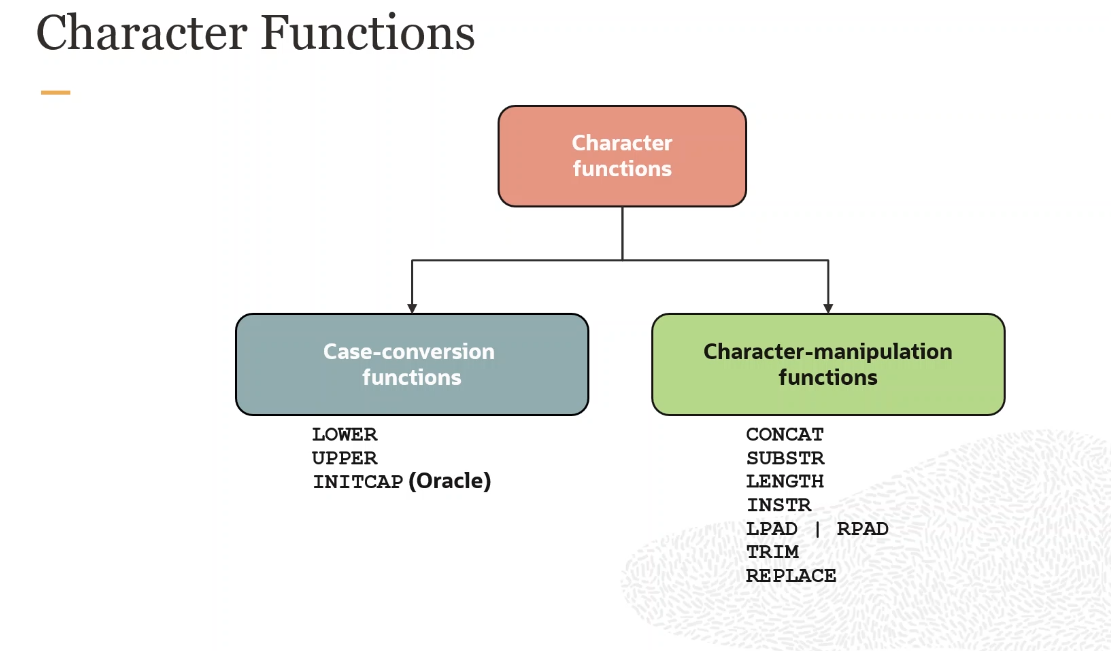 Character Functions
Character
functions
Case-conversion
functions
LOWER
UPPER
INITCAP (Oracle)
Character-manipulation
functions
CONCAT
SUBSTR
LENGTH
INSTR
LPAD | RPAD
TRIM
REPLACE